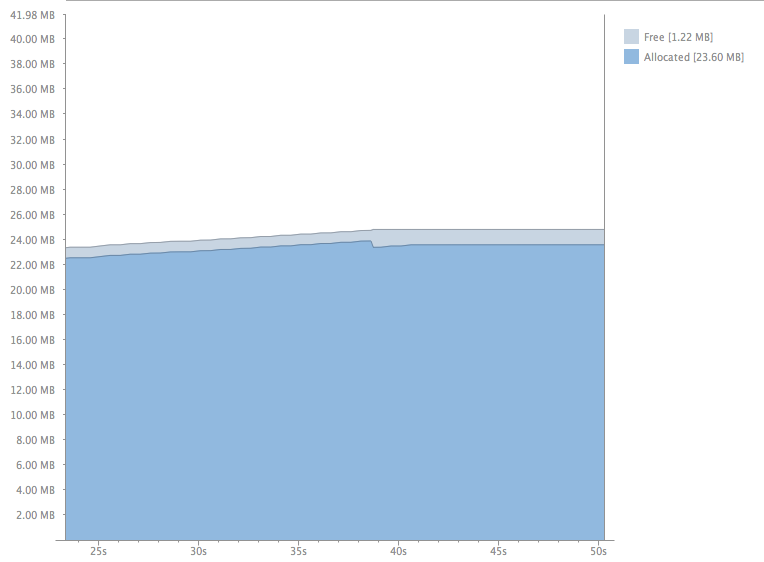 41.98 MB
40.00 MB
38.00 MB
36.00 MB
34.00 MB
32.00 MB
30.00 MB
28.00 MB
26.00 MB
24.00 MB
22.00 MB
20.00 MB
18.00 MB
16.00 MB
14.00 MB
12.00 MB
10.00 MB
8.00 MB
6.00 MB
4.00 MB
2.00 MB
25s 30s 35s 40s 45s 50s
Free [1.22 MB]
Allocated [23.60 MB]